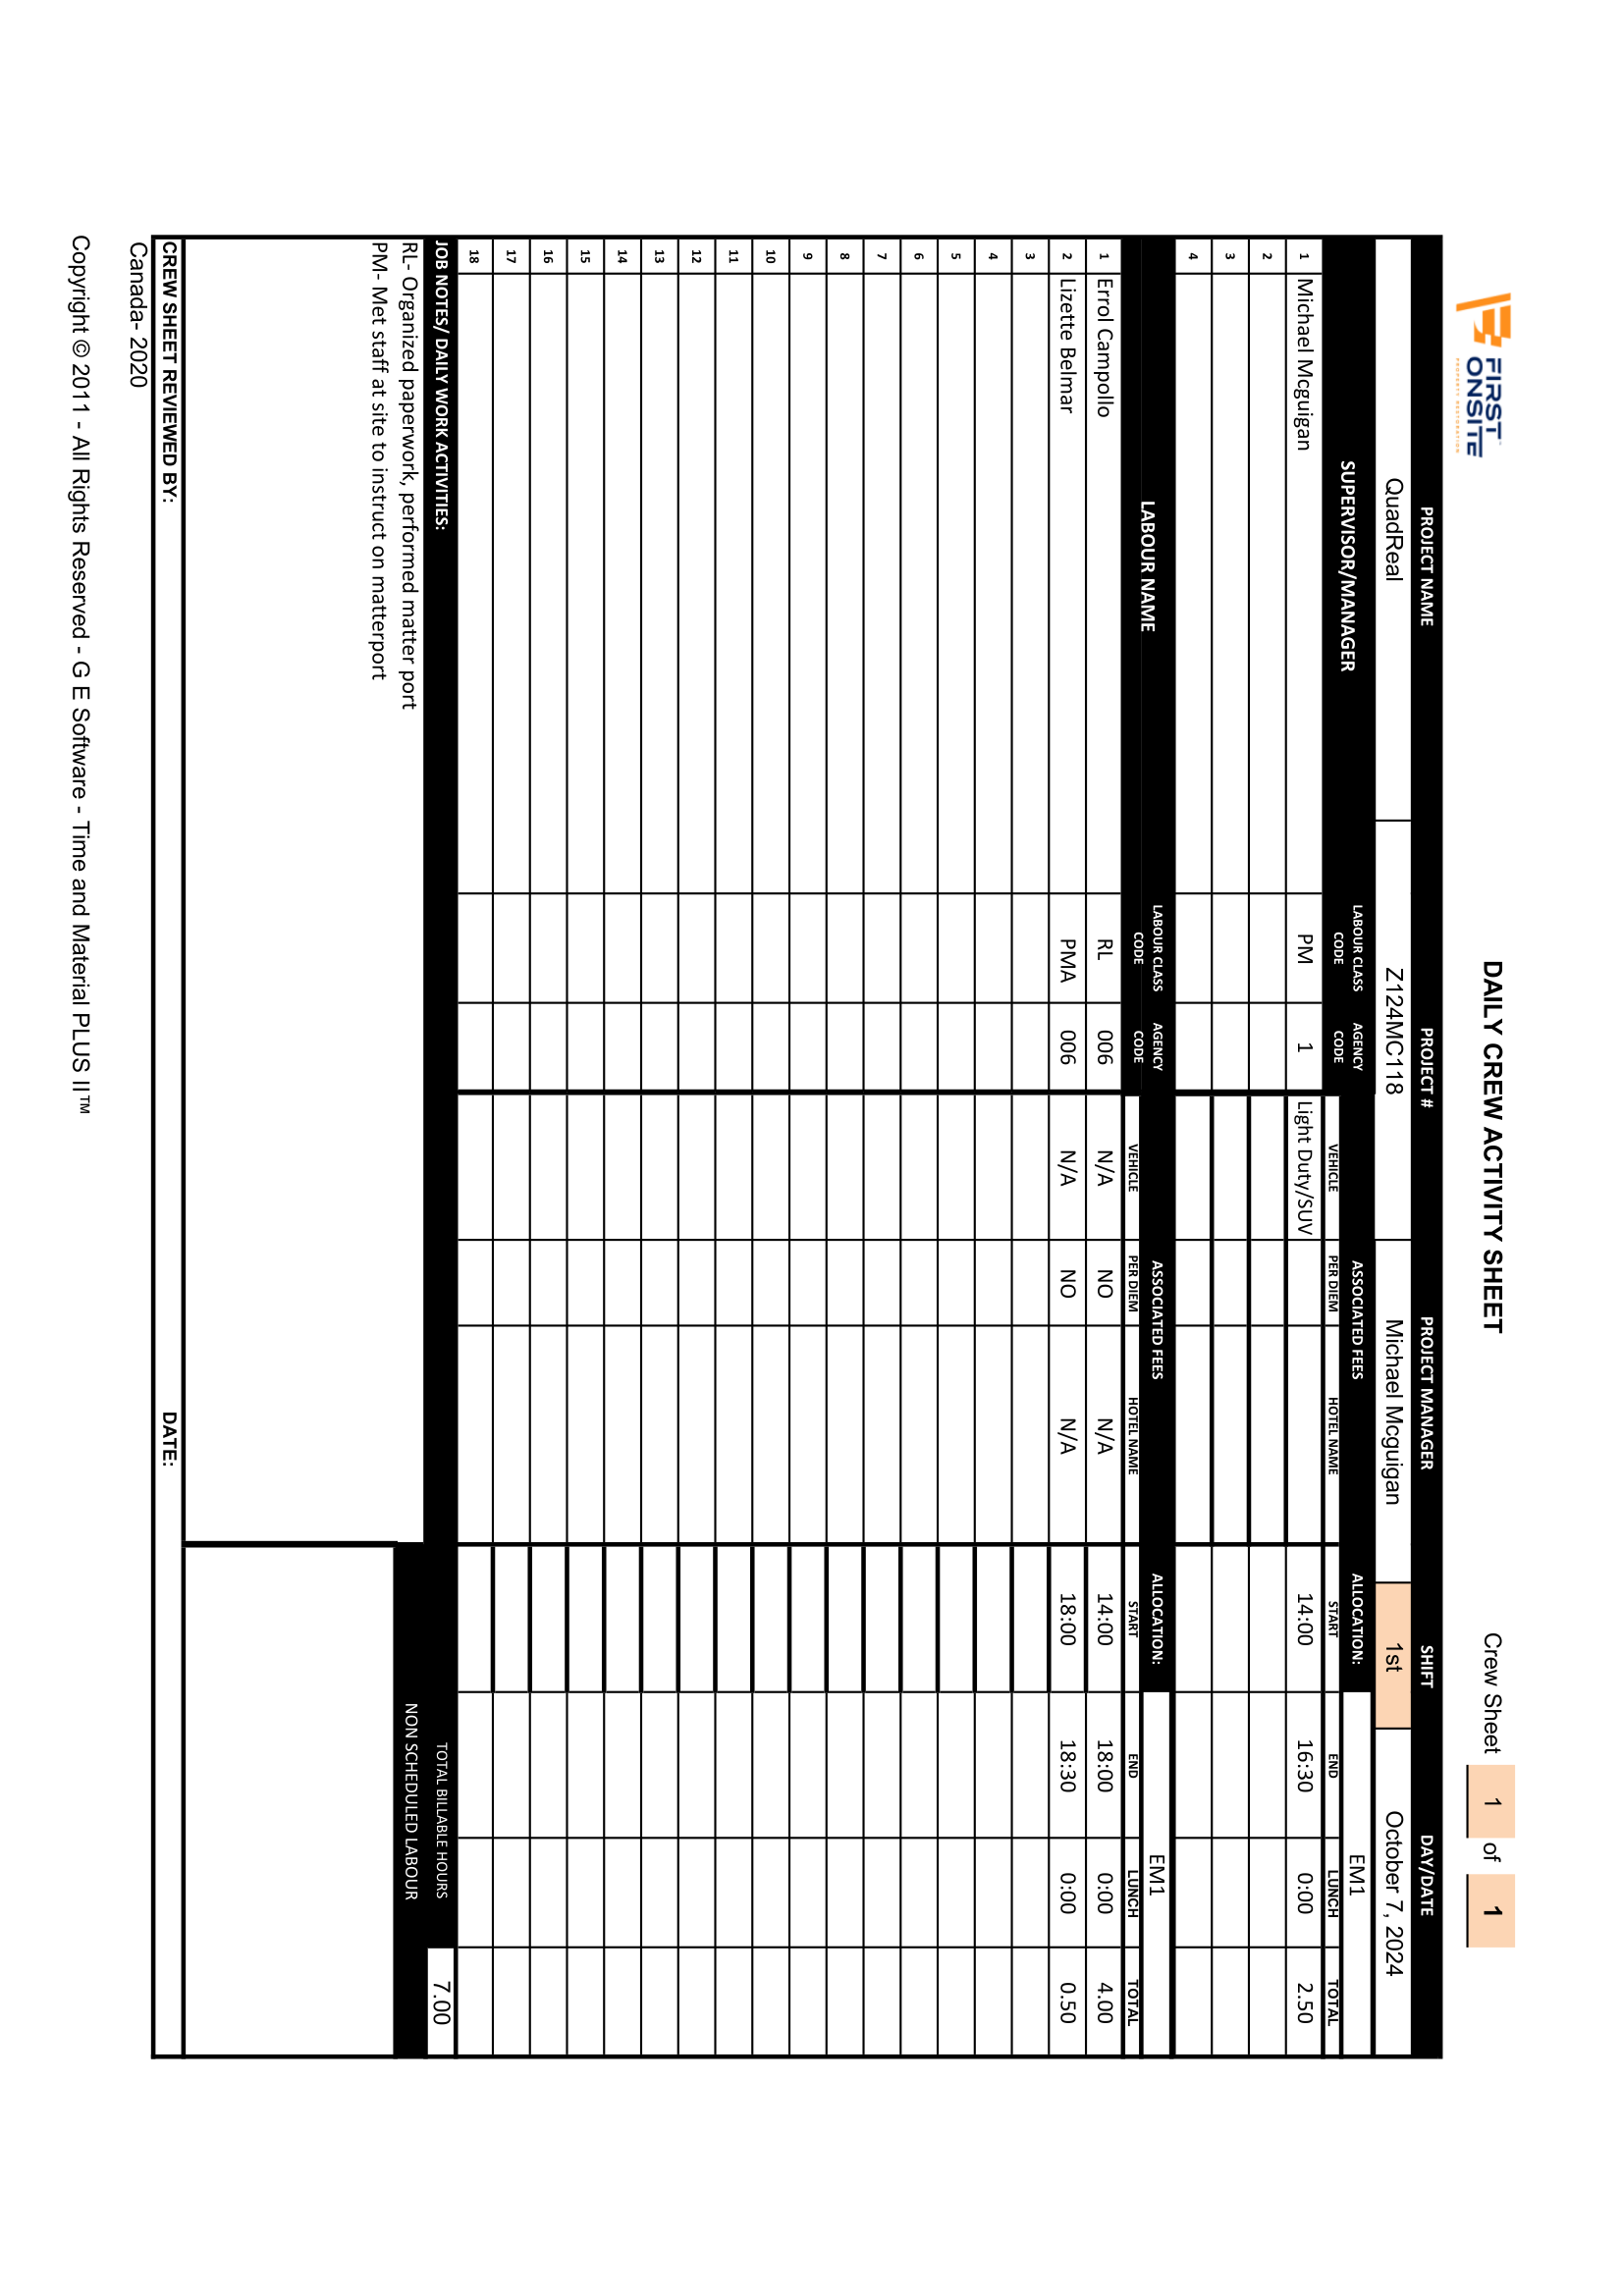 FIRST
ONSITE
PROPERTY RESTORATION
DAILY CREW ACTIVITY SHEET
Crew Sheet 1 of 1
PROJECT NAME PROJECT # PROJECT MANAGER SHIFT DAY/DATE
QuadReal Z124MC118 Michael Mcguigan 1st October 7, 2024
SUPERVISOR/MANAGER LABOUR CLASS CODE AGENCY CODE ASSOCIATED FEES ALLOCATION: EM1
VEHICLE PER DIEM HOTEL NAME START END LUNCH TOTAL
1 Michael Mcguigan PM 1 Light Duty/SUV 14:00 16:30 0:00 2.50
2
3
4
LABOUR NAME LABOUR CLASS CODE AGENCY CODE ASSOCIATED FEES ALLOCATION: EM1
VEHICLE PER DIEM HOTEL NAME START END LUNCH TOTAL
1 Errol Campollo RL 006 N/A NO N/A 14:00 18:00 0:00 4.00
2 Lizette Belmar PMA 006 N/A NO N/A 18:00 18:30 0:00 0.50
3
4
5
6
7
8
9
10
11
12
13
14
15
16
17
18
JOB NOTES/ DAILY WORK ACTIVITIES: TOTAL BILLABLE HOURS 7.00
RL- Organized paperwork, performed matter port NON SCHEDULED LABOUR
PM- Met staff at site to instruct on matterport
CREW SHEET REVIEWED BY: DATE:
Canada- 2020
Copyright © 2011 - All Rights Reserved - G E Software - Time and Material PLUS II™